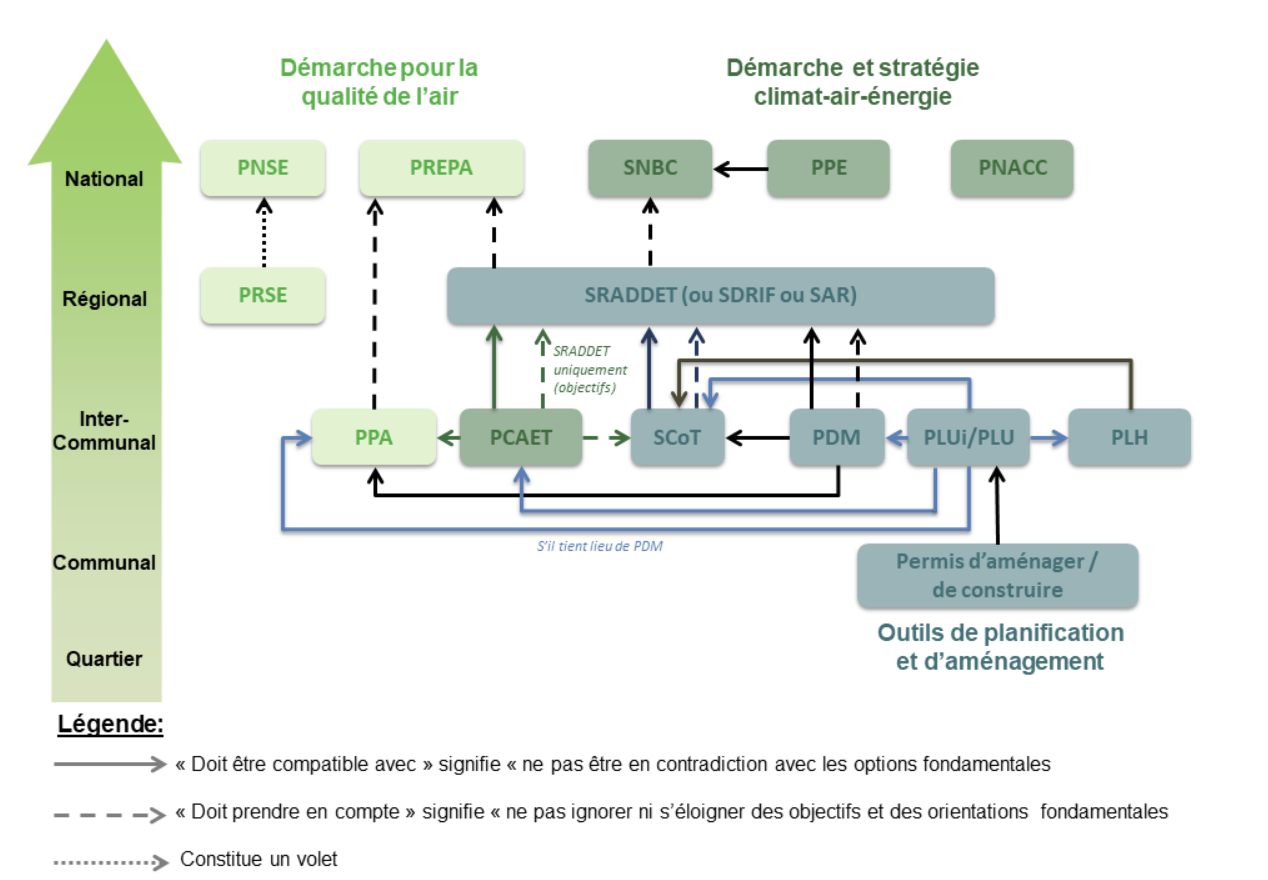 Démarche pour la
qualité de l'air
Démarche et stratégie
climat-air-énergie
National
PNSE
PREPA
SNBC
PPE
PNACC
Régional
PRSE
SRADDET (ou SDRIF ou SAR)
SRADDET
uniquement
(objectifs)
Inter-
Communal
PPA
PCAET
SCoT
PDM
PLUi/PLU
PLH
S'il tient lieu de PDM
Communal
Permis d'aménager /
de construire
Quartier
Outils de planification
et d'aménagement
Légende:
« Doit être compatible avec » signifie « ne pas être en contradiction avec les options fondamentales
« Doit prendre en compte » signifie « ne pas ignorer ni s'éloigner des objectifs et des orientations fondamentales
Constitue un volet